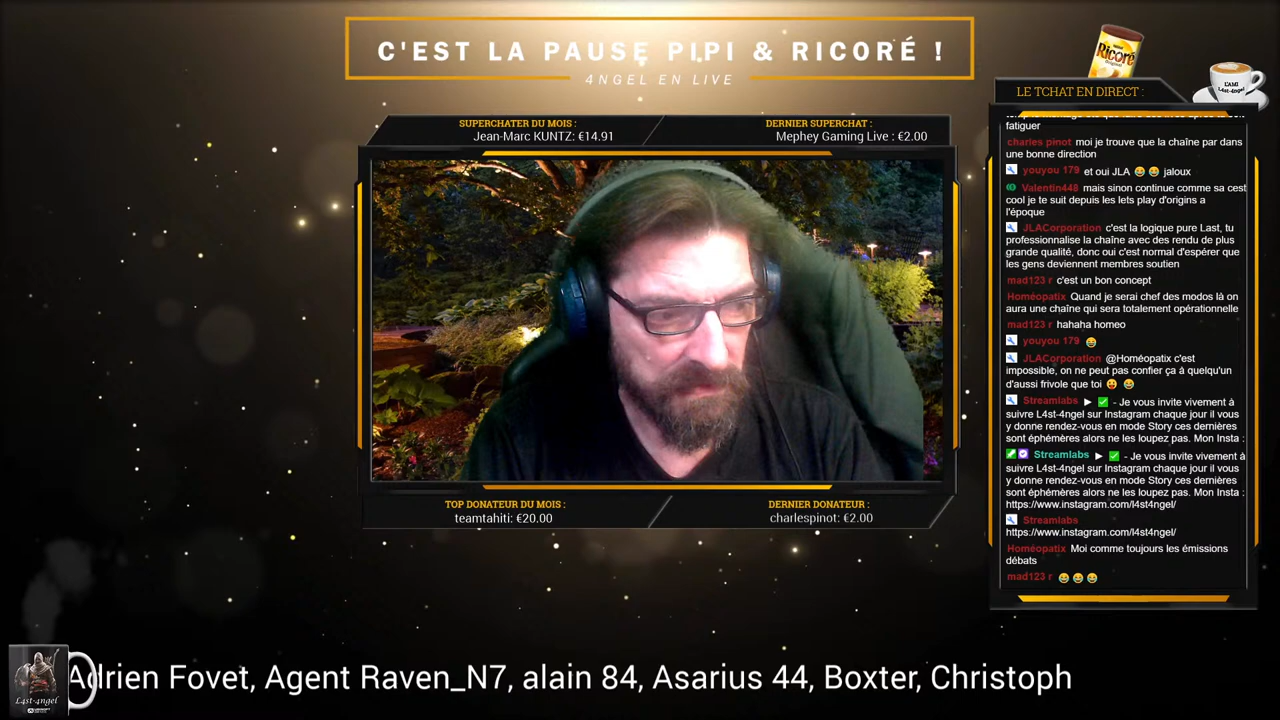 C'EST LA PAUSE PIPI & RICORÉ !
4NGEL EN LIVE
Ricoré
L'AMI
L4st-4ngel
SUPERCHATER DU MOIS :
Jean-Marc KUNTZ: €14.91
DERNIER SUPERCHAT :
Mephey Gaming Live : €2.00
TOP DONATEUR DU MOIS :
teamtahiti: €20.00
DERNIER DONATEUR :
charlespinot: €2.00
LE TCHAT EN DIRECT :
fatiguer
charles pinot moi je trouve que la chaîne par dans
une bonne direction
youyou 179 et oui JLA 😂 😂 jaloux
Valentin448 mais sinon continue comme sa cest
cool je te suit depuis les lets play d'origins a
l'époque
JLACorporation c'est la logique pure Last, tu
professionnalise la chaîne avec des rendu de plus
grande qualité, donc oui c'est normal d'espérer que
les gens deviennent membres soutien
mad123 r c'est un bon concept
Homéopatix Quand je serai chef des modos là on
aura une chaîne qui sera totalement opérationnelle
mad123 r hahaha homeo
youyou 179 😂
JLACorporation @Homéopatix c'est
impossible, on ne peut pas confier ça à quelqu'un
d'aussi frivole que toi 😛 😂
Streamlabs ► ✅ - Je vous invite vivement à
suivre L4st-4ngel sur Instagram chaque jour il vous
y donne rendez-vous en mode Story ces dernières
sont éphémères alors ne les loupez pas. Mon Insta :
Streamlabs ► ✅ - Je vous invite vivement à
suivre L4st-4ngel sur Instagram chaque jour il vous
y donne rendez-vous en mode Story ces dernières
sont éphémères alors ne les loupez pas. Mon Insta :
https://www.instagram.com/l4st4ngel/
Streamlabs
https://www.instagram.com/l4st4ngel/
Homéopatix Moi comme toujours les émissions
débats
mad123 r 😂 😂 😂
L4st-4ngel
Adrien Fovet, Agent Raven_N7, alain 84, Asarius 44, Boxter, Christoph